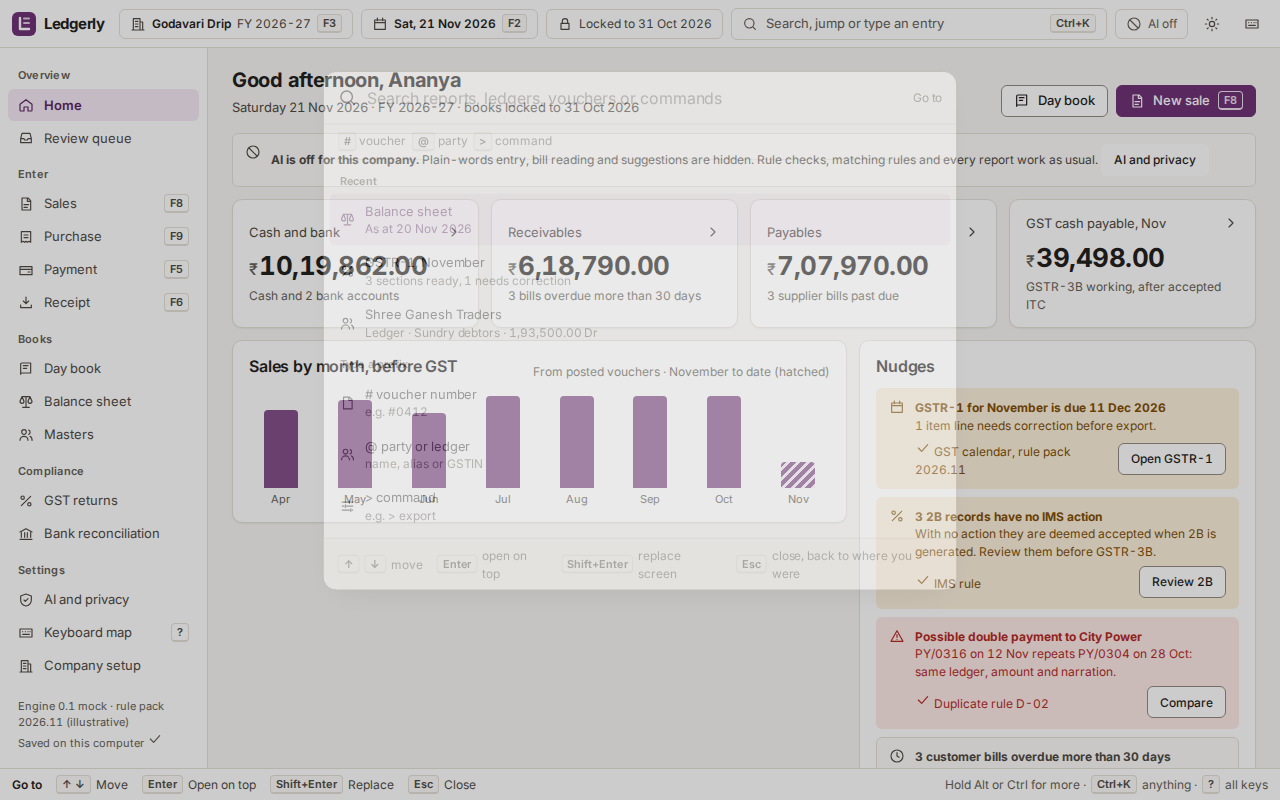 Ledgerly
Godavari Drip FY 2026-27 F3
Sat, 21 Nov 2026 F2
Locked to 31 Oct 2026
Search, jump or type an entry Ctrl+K
AI off
Overview
Home
Review queue
Enter
Sales F8
Purchase F9
Payment F5
Receipt F6
Books
Day book
Balance sheet
Masters
Compliance
GST returns
Bank reconciliation
Settings
AI and privacy
Keyboard map ?
Company setup
Engine 0.1 mock · rule pack
2026.11 (illustrative)
Saved on this computer
Good afternoon, Ananya
Saturday 21 Nov 2026 · FY 2026-27 · books locked to 31 Oct 2026
Day book
New sale F8
AI is off for this company. Plain-words entry, bill reading and suggestions are hidden. Rule checks, matching rules and every report work as usual.
AI and privacy
Cash and bank
₹10,19,862.00
Cash and 2 bank accounts
Receivables
₹6,18,790.00
3 bills overdue more than 30 days
Payables
₹7,07,970.00
3 supplier bills past due
GST cash payable, Nov
₹39,498.00
GSTR-3B working, after accepted
ITC
Sales by month, before GST
From posted vouchers · November to date (hatched)
Apr May Jun Jul Aug Sep Oct Nov
Nudges
GSTR-1 for November is due 11 Dec 2026
1 item line needs correction before export.
GST calendar, rule pack
2026.11
Open GSTR-1
3 2B records have no IMS action
With no action they are deemed accepted when 2B is
generated. Review them before GSTR-3B.
IMS rule
Review 2B
Possible double payment to City Power
PY/0316 on 12 Nov repeats PY/0304 on 28 Oct:
same ledger, amount and narration.
Duplicate rule D-02
Compare
3 customer bills overdue more than 30 days
Search reports, ledgers, vouchers or commands
Go to
# voucher @ party > command
Recent
Balance sheet
As at 20 Nov 2026
GSTR-1, November
3 sections ready, 1 needs correction
Shree Ganesh Traders
Ledger · Sundry debtors · 1,93,500.00 Dr
# voucher number
e.g. #0412
@ party or ledger
name, alias or GSTIN
> command
e.g. > export
↑ ↓ move
Enter open on top
Shift+Enter replace screen
Esc close, back to where you were
Go to ↑ ↓ Move Enter Open on top Shift+Enter Replace Esc Close
Hold Alt or Ctrl for more · Ctrl+K anything · ? all keys